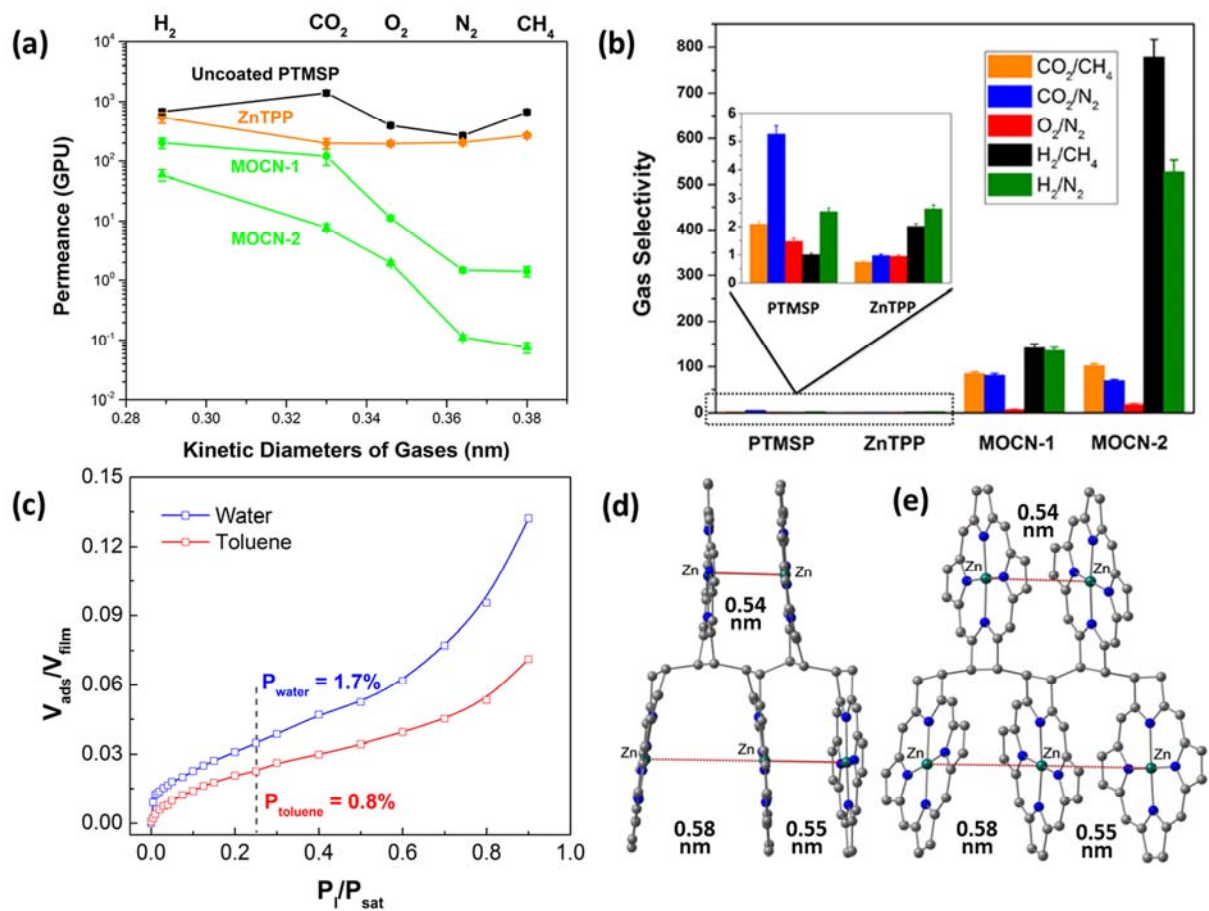 (a)
H2 CO2 O2 N2 CH4
Permeance (GPU)
10^4
10^3
10^2
10^1
10^0
10^-1
10^-2
Uncoated PTMSP
ZnTPP
MOCN-1
MOCN-2
0.28 0.30 0.32 0.34 0.36 0.38
Kinetic Diameters of Gases (nm)
(b)
Gas Selectivity
800
700
600
500
400
300
200
100
0
CO2/CH4
CO2/N2
O2/N2
H2/CH4
H2/N2
6
5
4
3
2
1
0
PTMSP ZnTPP
PTMSP ZnTPP MOCN-1 MOCN-2
(c)
Vads/Vfilm
0.15
0.12
0.09
0.06
0.03
0.00
Water
Toluene
Pwater = 1.7%
Ptoluene = 0.8%
0.0 0.2 0.4 0.6 0.8 1.0
Pl/Psat
(d)
Zn Zn
0.54
nm
Zn
0.58
nm
0.55
nm
(e)
0.54
nm
Zn Zn
Zn Zn Zn
0.58
nm
0.55
nm